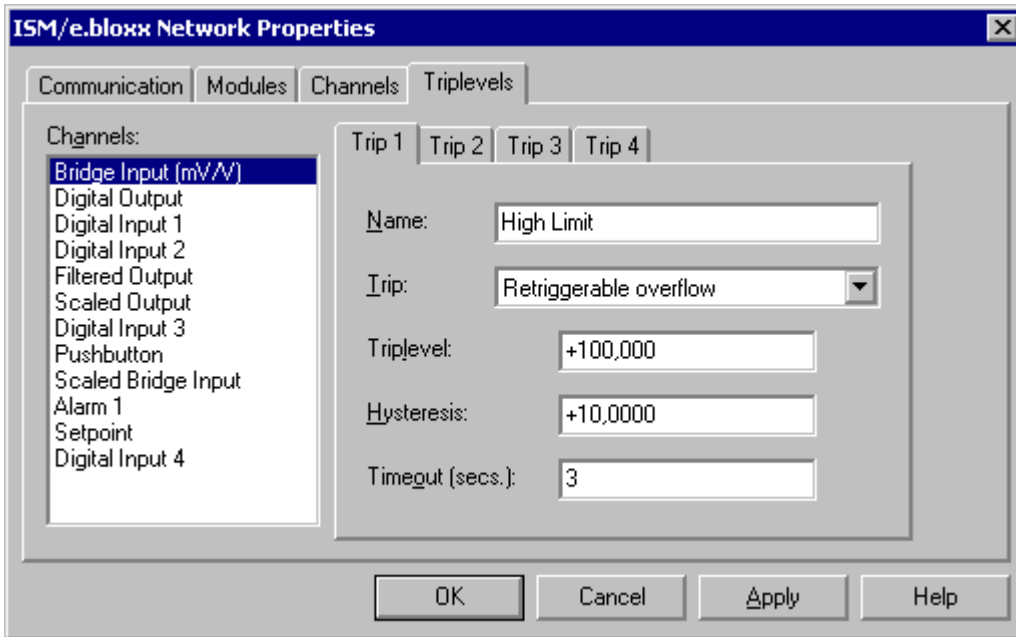 ISM/e.bloxx Network Properties
Communication Modules Channels Triplevels
Channels:
Bridge Input (mV/V)
Digital Output
Digital Input 1
Digital Input 2
Filtered Output
Scaled Output
Digital Input 3
Pushbutton
Scaled Bridge Input
Alarm 1
Setpoint
Digital Input 4
Trip 1 Trip 2 Trip 3 Trip 4
Name: High Limit
Trip: Retriggerable overflow
Triplevel: +100,000
Hysteresis: +10,0000
Timeout (secs.): 3
OK Cancel Apply Help